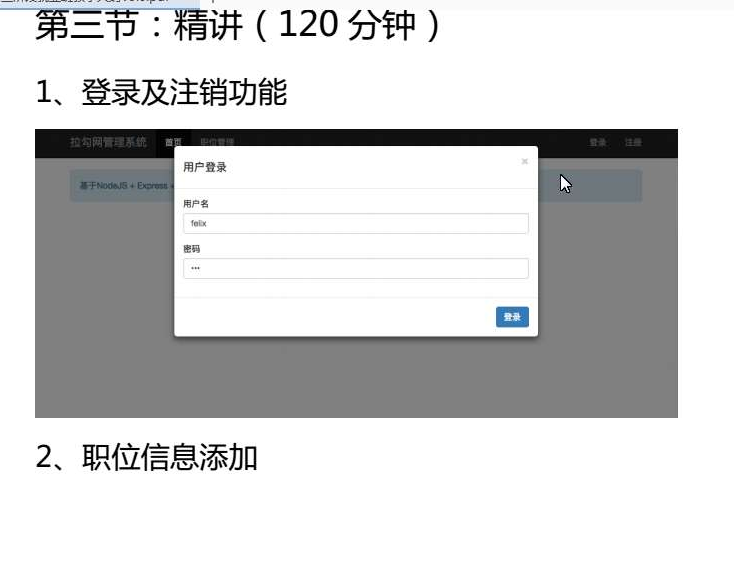 第三节：精讲（120 分钟）
1、登录及注销功能
拉勾网管理系统 首页 职位管理 登录 注册
用户登录 ×
基于NodeJS + Express +
用户名
felix
密码
•••
登录
2、职位信息添加